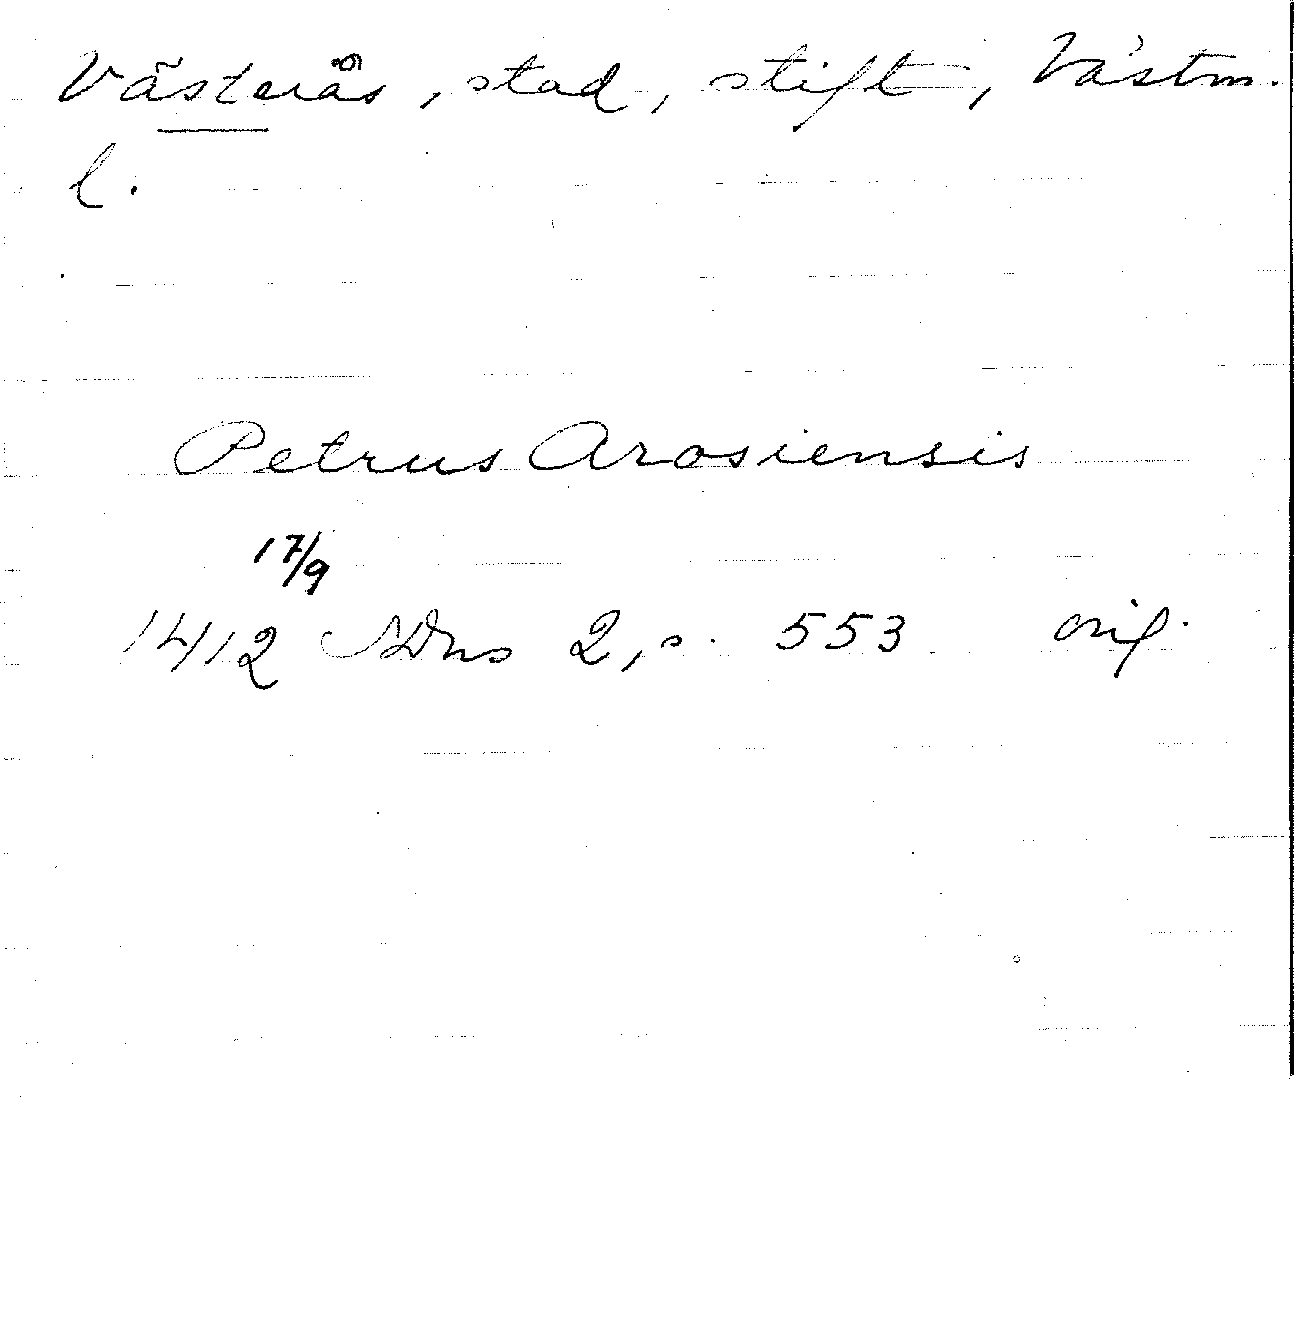 Västerås, stad, stift, Västm.
l.
Petrus Arosiensis
17/9
1412 SDns 2, s. 553 orig.